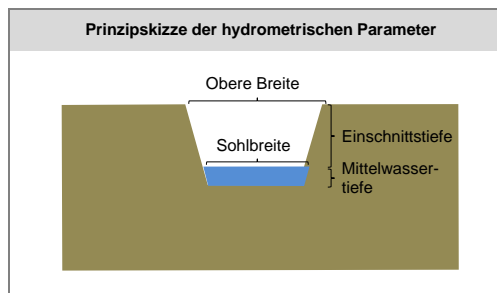 Prinzipskizze der hydrometrischen Parameter
Obere Breite
Sohlbreite
Einschnittstiefe
Mittelwasser-
tiefe